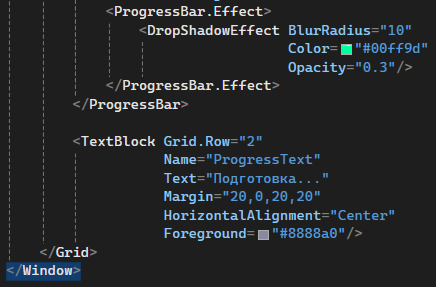 <ProgressBar.Effect>
<DropShadowEffect BlurRadius="10"
Color="#00ff9d"
Opacity="0.3"/>
</ProgressBar.Effect>
</ProgressBar>
<TextBlock Grid.Row="2"
Name="ProgressText"
Text="Подготовка..."
Margin="20,0,20,20"
HorizontalAlignment="Center"
Foreground="#8888a0"/>
</Grid>
</Window>